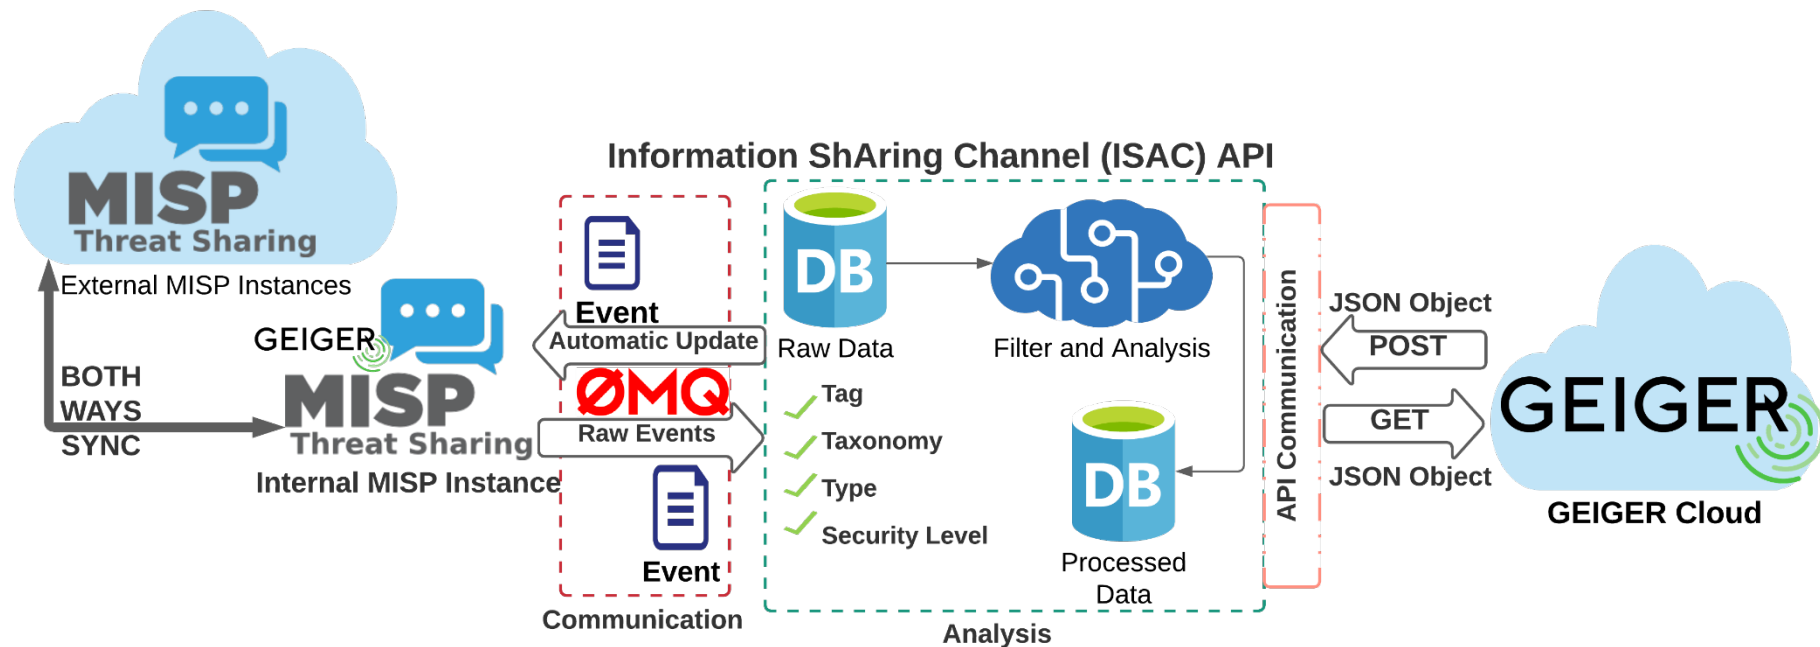 MISP
Threat Sharing
External MISP Instances
BOTH
WAYS
SYNC
GEIGER
MISP
Threat Sharing
Internal MISP Instance
Information ShAring Channel (ISAC) API
Event
Automatic Update
ØMQ
Raw Events
Event
Communication
DB
Raw Data
Filter and Analysis
Tag
Taxonomy
Type
Security Level
DB
Processed
Data
Analysis
API Communication
JSON Object
POST
GET
JSON Object
GEIGER
GEIGER Cloud